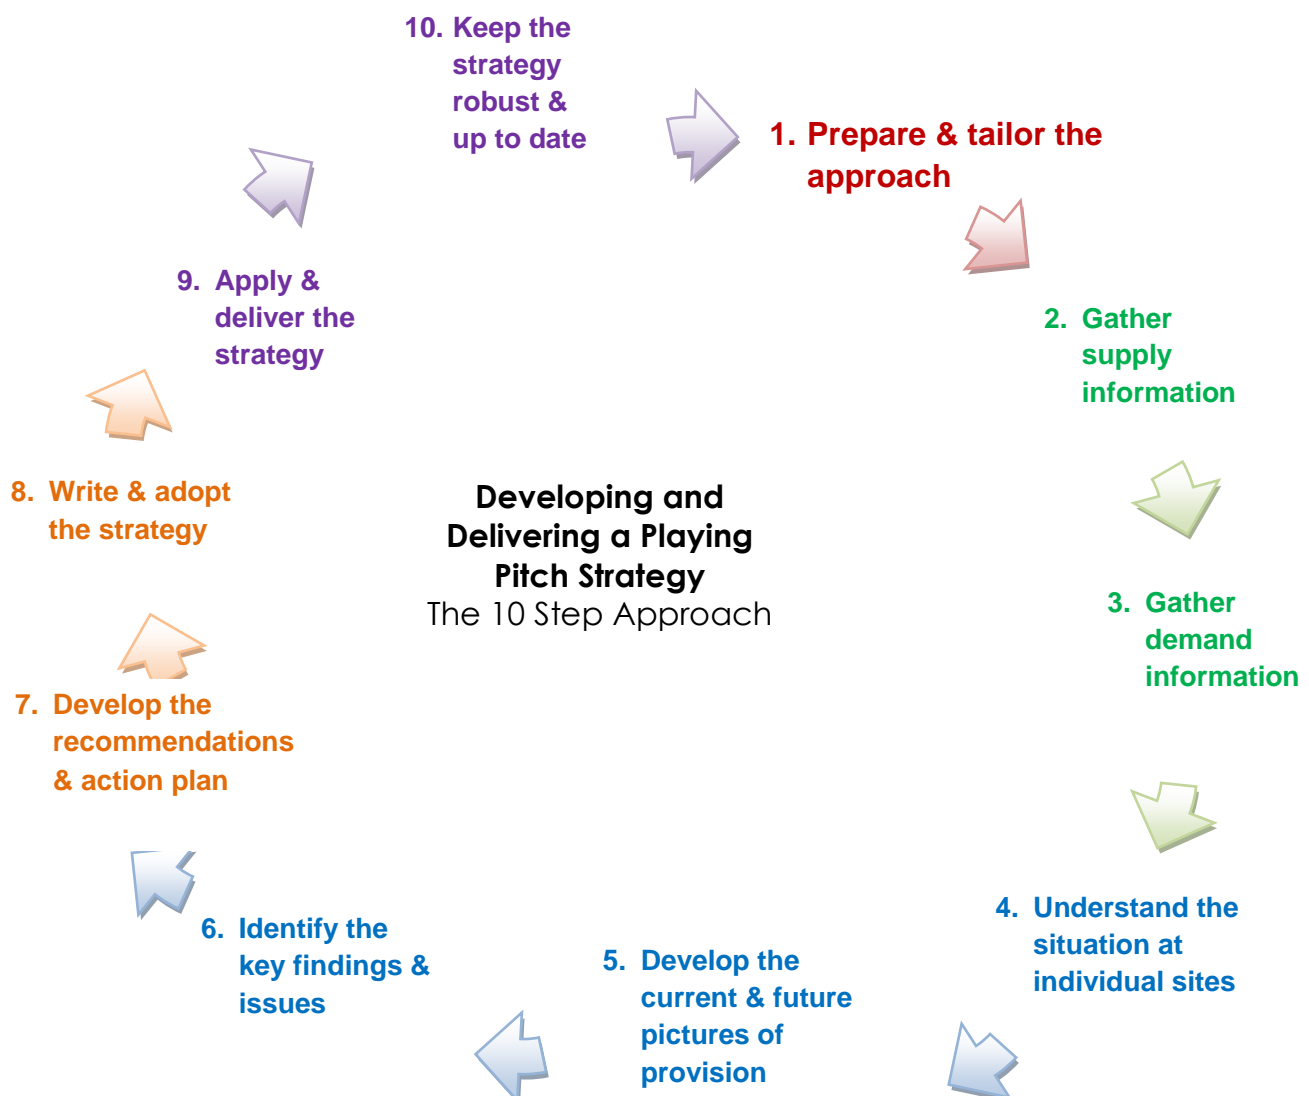 10. Keep the
strategy
robust &
up to date
1. Prepare & tailor the
approach
2. Gather
supply
information
3. Gather
demand
information
4. Understand the
situation at
individual sites
5. Develop the
current & future
pictures of
provision
6. Identify the
key findings &
issues
7. Develop the
recommendations
& action plan
8. Write & adopt
the strategy
9. Apply &
deliver the
strategy
Developing and
Delivering a Playing
Pitch Strategy
The 10 Step Approach